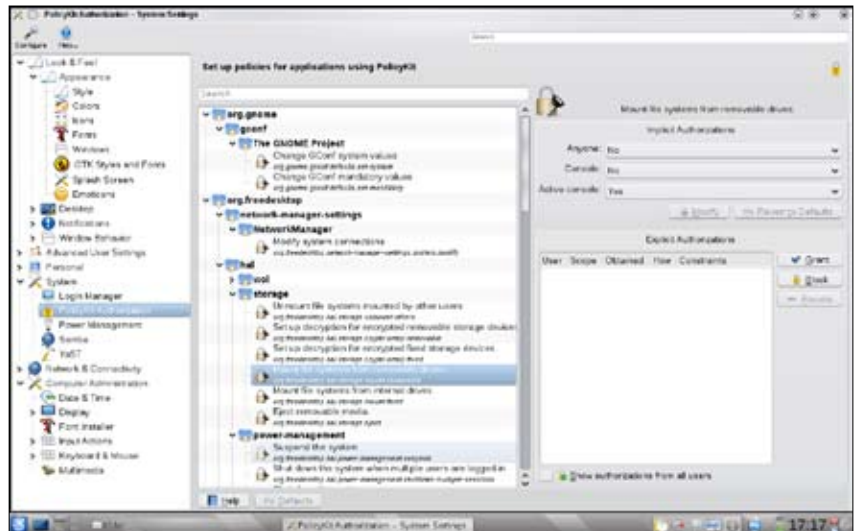 PolicyKit Authorization – System Settings
Configure
Search
Look & Feel
Appearance
Style
Colors
Icons
Fonts
Windows
GTK Styles and Fonts
Splash Screen
Emoticons
Desktop
Notifications
Window Behavior
Advanced User Settings
Personal
System
Login Manager
PolicyKit Authorization
Power Management
Samba
YaST
Network & Connectivity
Computer Administration
Date & Time
Display
Font Installer
Input Actions
Keyboard & Mouse
Multimedia
Set up policies for applications using PolicyKit
Search
org.gnome
gconf
The GNOME Project
Change GConf system values
Change GConf mandatory values
org.freedesktop
network-manager-settings
NetworkManager
Modify system connections
hal
wol
storage
Unmount file systems mounted by other users
Set up decryption for encrypted removable storage devices
Set up decryption for encrypted fixed storage devices
Mount file systems from removable drives
Mount file systems from internal drives
Eject removable media
power-management
Suspend the system
Shut down the system when multiple users are logged in
Help
Defaults
Mount file systems from removable drives
Implicit Authorizations
Anyone: No
Console: No
Active console: Yes
Modify
Revert to Defaults
Explicit Authorizations
User Scope Obtained How Constraints
Grant
Block
Revoke
Show authorizations from all users
PolicyKit Authorization – System Settings
17:17